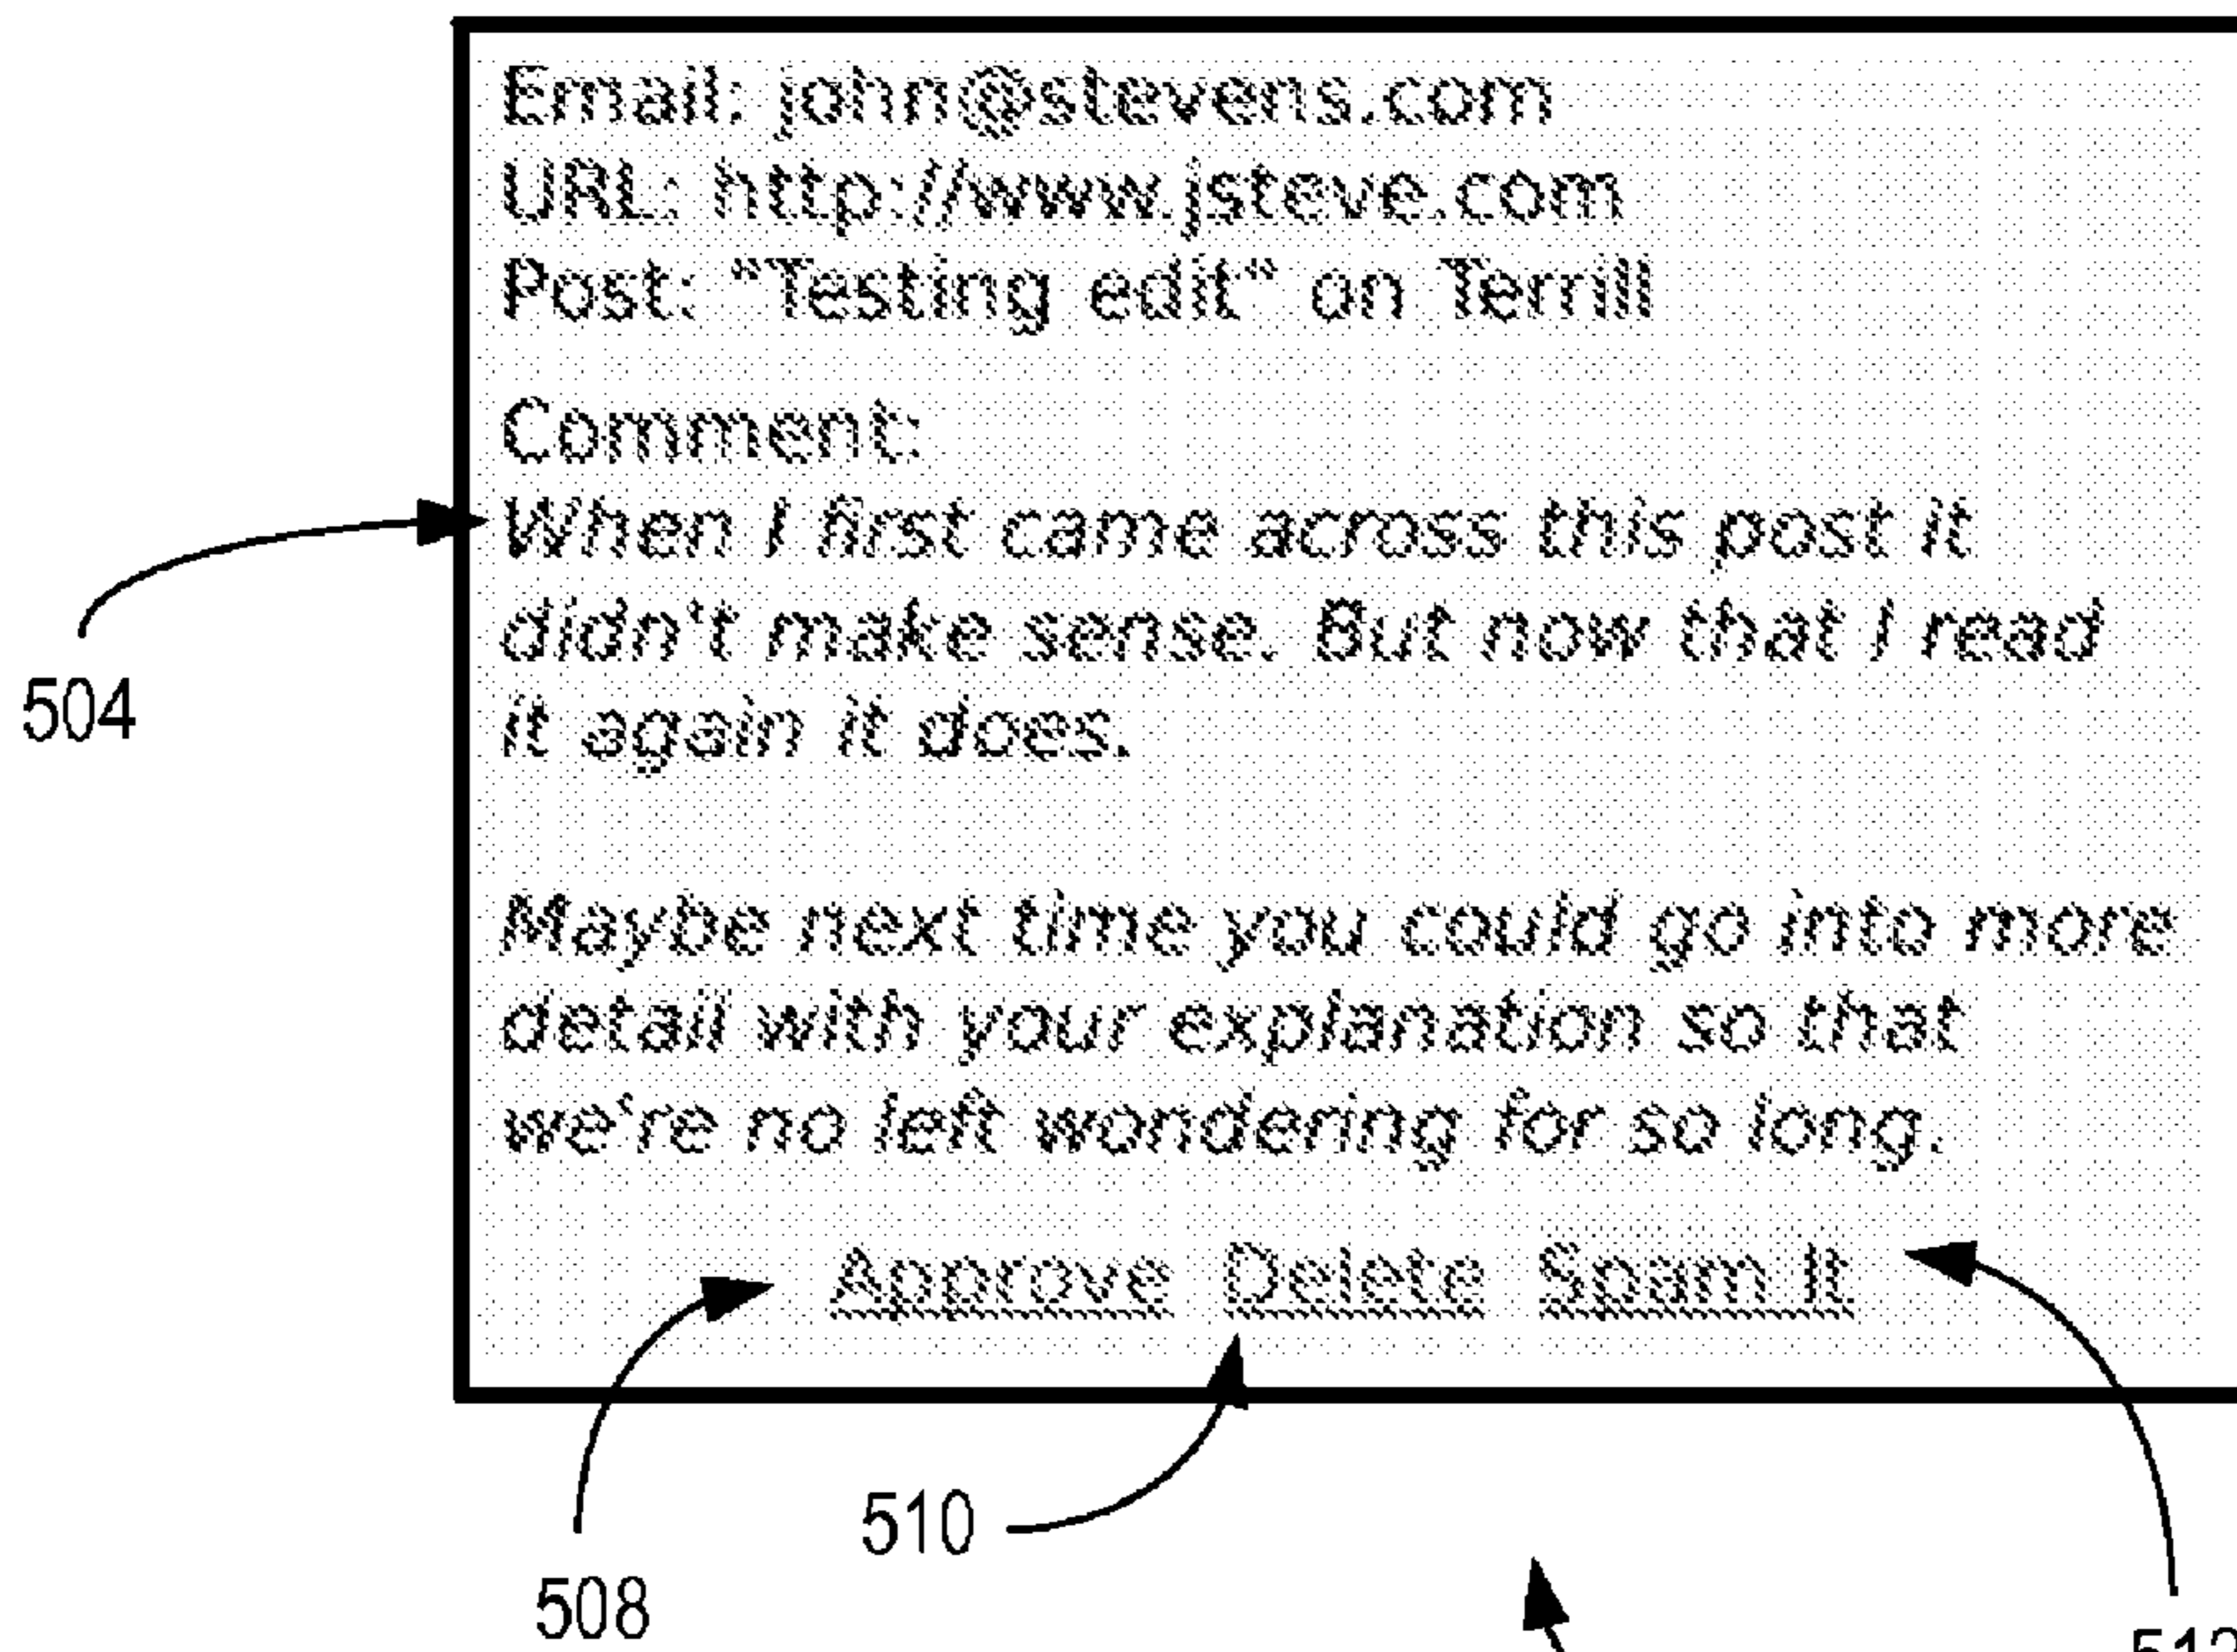 Email: john@stevens.com
URL: http://www.jsteve.com
Post: "Testing edit" on Terrill
Comment:
When I first came across this post it
didn't make sense. But now that I read
it again it does.
Maybe next time you could go into more
detail with your explanation so that
we're no left wondering for so long.
Approve Delete Spam It
504
510
508